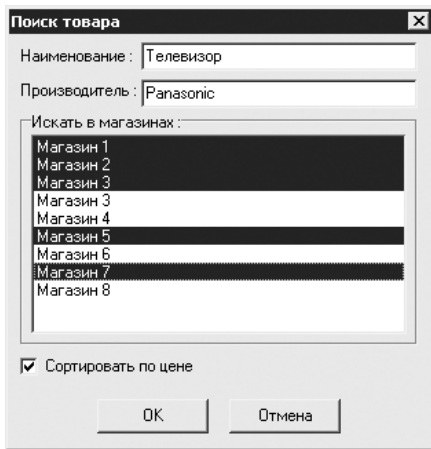 Поиск товара
Наименование : Телевизор
Производитель : Panasonic
Искать в магазинах :
Магазин 1
Магазин 2
Магазин 3
Магазин 3
Магазин 4
Магазин 5
Магазин 6
Магазин 7
Магазин 8
Сортировать по цене
OK Отмена